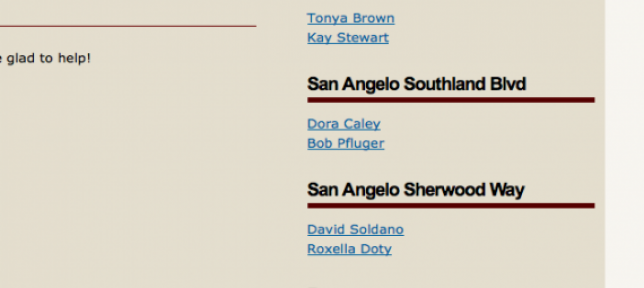 Tonya Brown
Kay Stewart
glad to help!
San Angelo Southland Blvd
Dora Caley
Bob Pfluger
San Angelo Sherwood Way
David Soldano
Roxella Doty